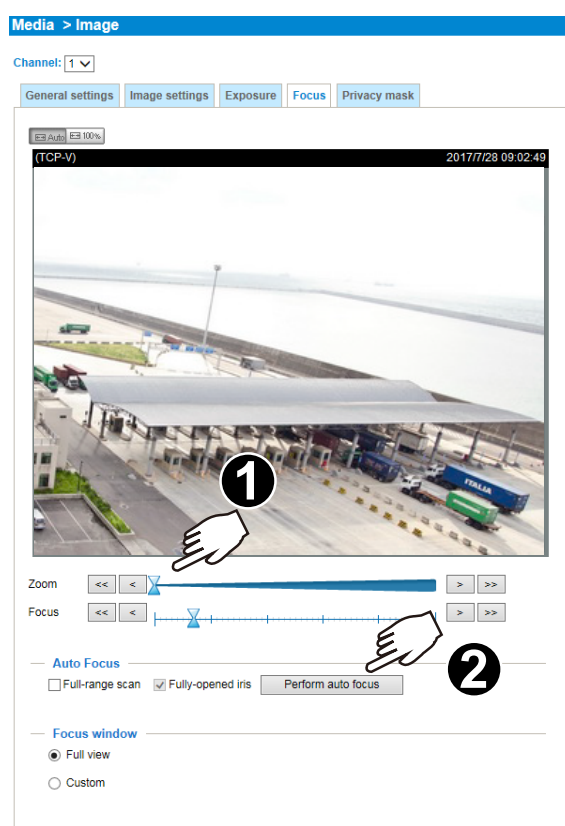 Media > Image
Channel: 1
General settings Image settings Exposure Focus Privacy mask
Auto 100%
(TCP-V) 2017/7/28 09:02:49
ITALIA
1
Zoom << < > >>
Focus << < > >>
2
Auto Focus
Full-range scan Fully-opened iris Perform auto focus
Focus window
Full view
Custom